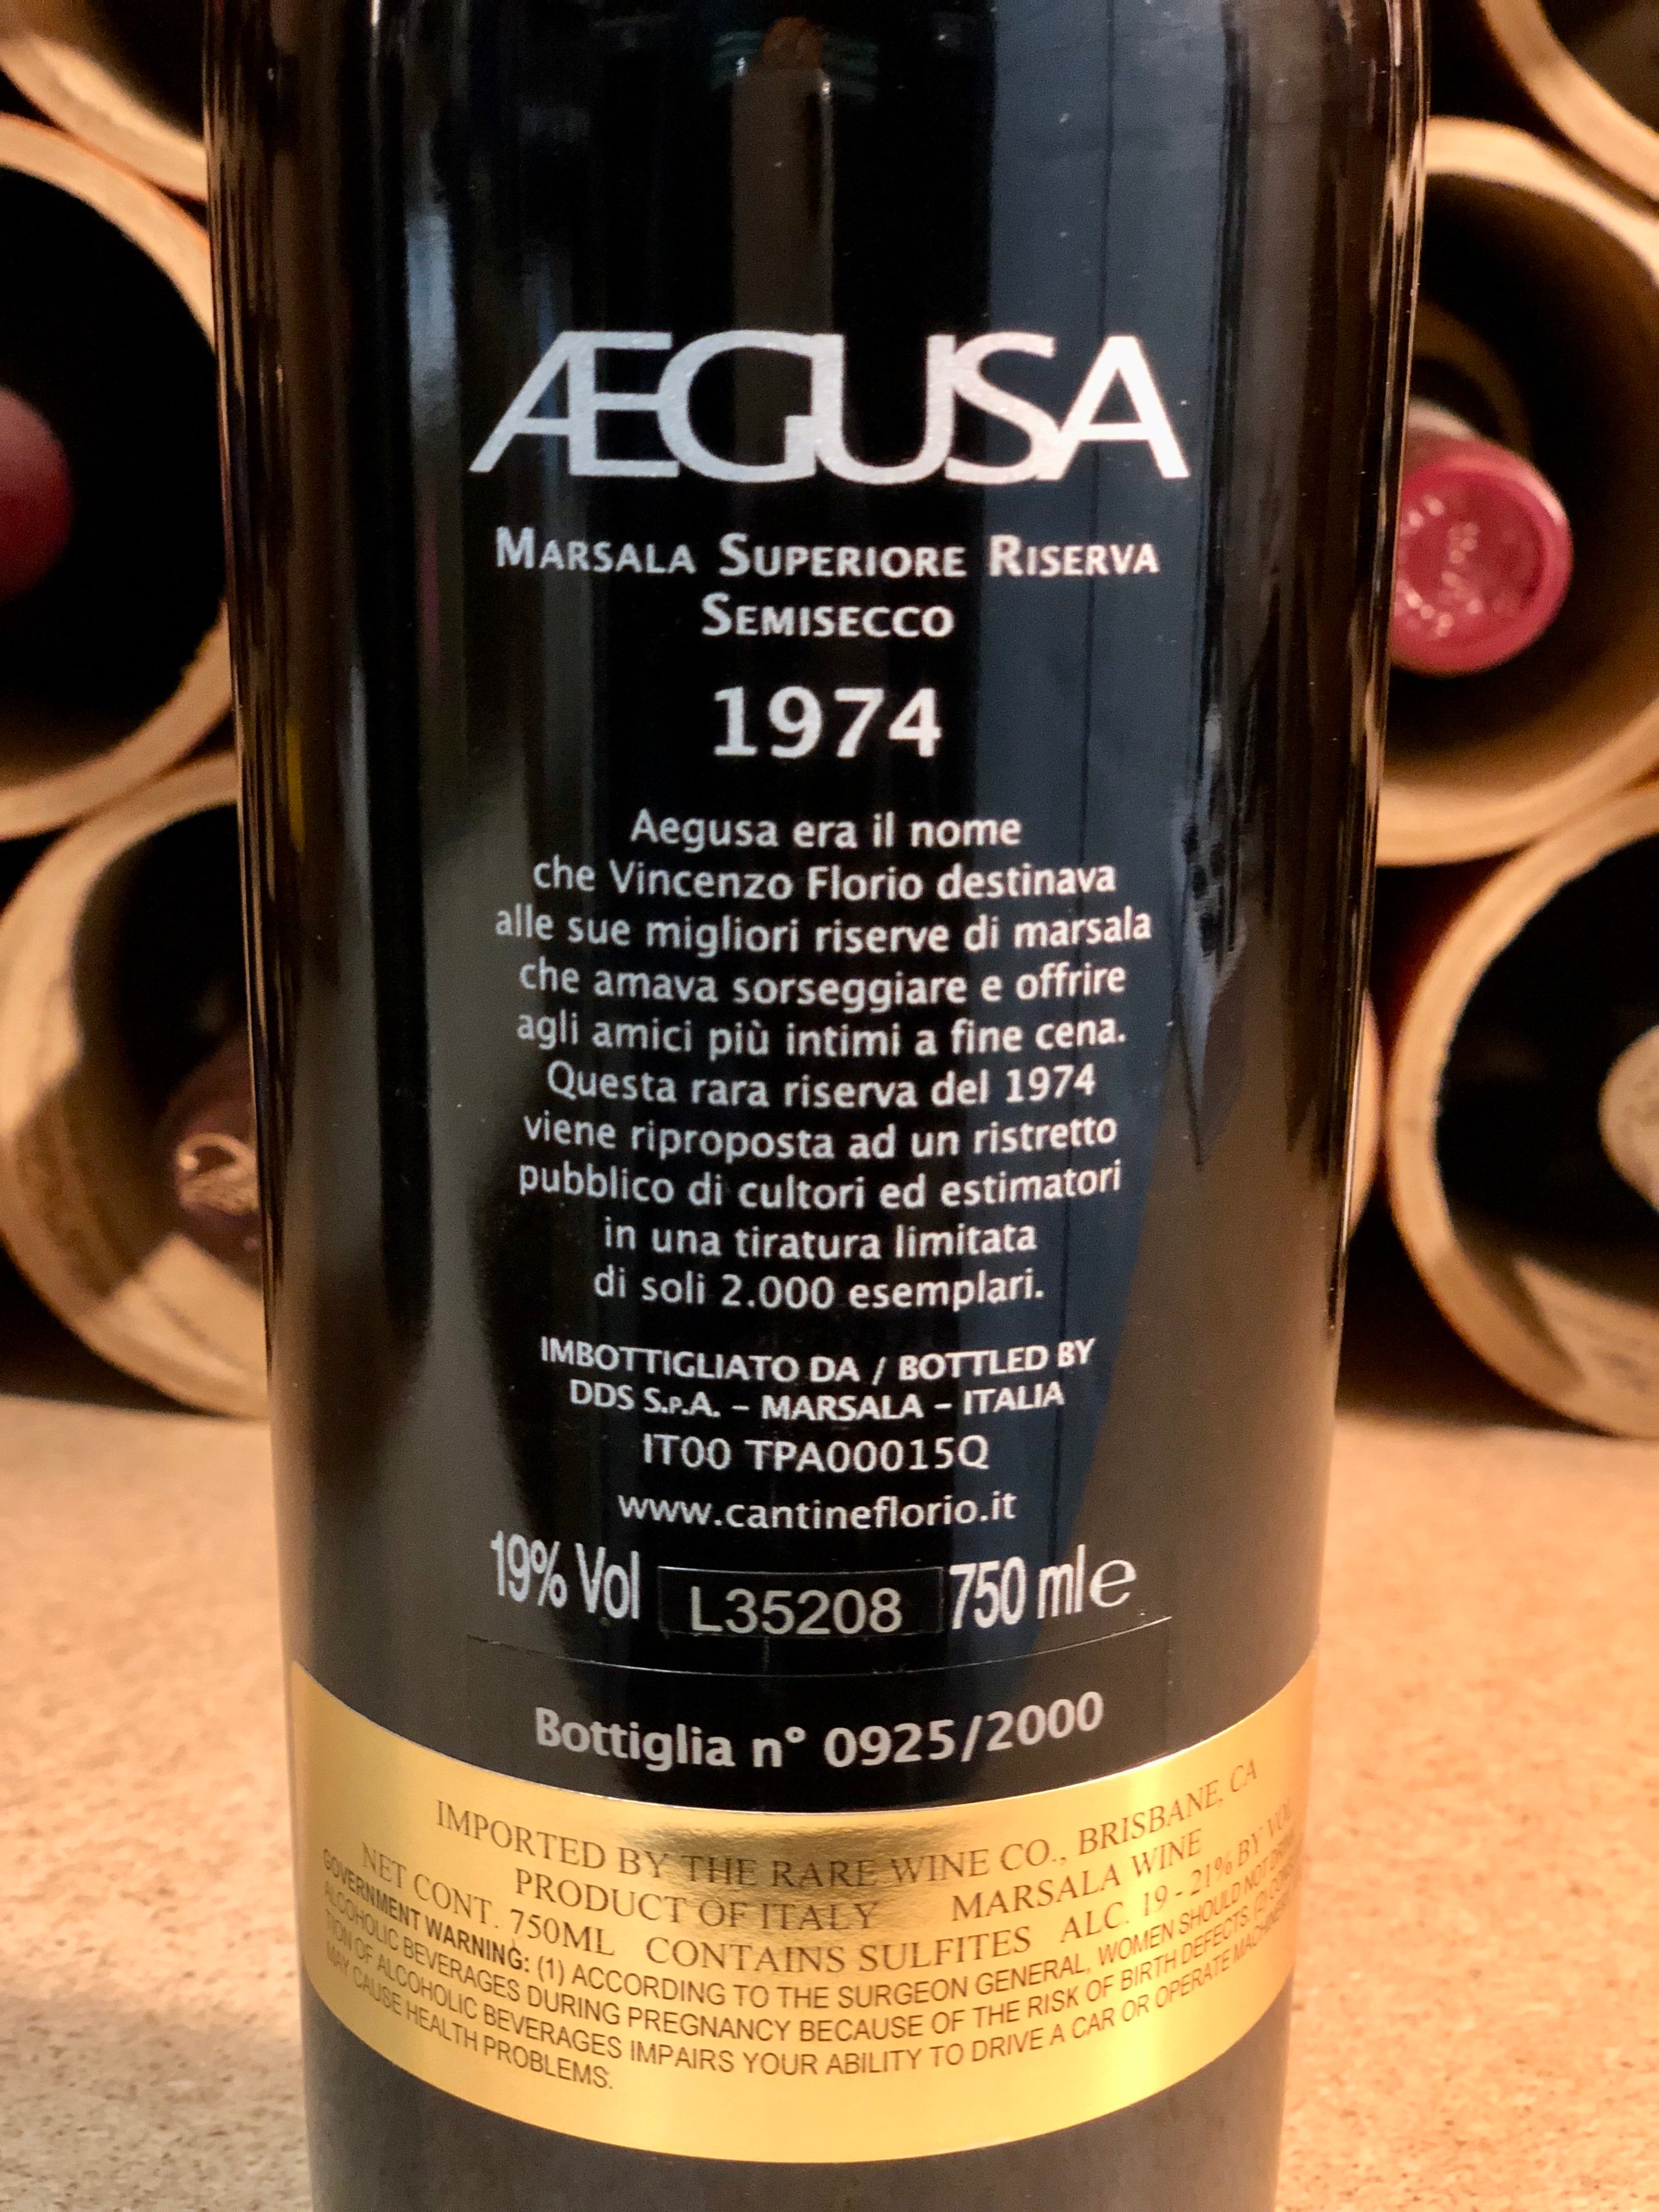 ÆGUSA
MARSALA SUPERIORE RISERVA
SEMISECCO
1974
Aegusa era il nome
che Vincenzo Florio destinava
alle sue migliori riserve di marsala
che amava sorseggiare e offrire
agli amici più intimi a fine cena.
Questa rara riserva del 1974
viene riproposta ad un ristretto
pubblico di cultori ed estimatori
in una tiratura limitata
di soli 2.000 esemplari.
IMBOTTIGLIATO DA / BOTTLED BY
DDS S.P.A. – MARSALA – ITALIA
IT00 TPA00015Q
www.cantineflorio.it
19% Vol L35208 750 ml e
Bottiglia n° 0925/2000
IMPORTED BY THE RARE WINE CO., BRISBANE, CA
PRODUCT OF ITALY MARSALA WINE
NET CONT. 750ML CONTAINS SULFITES ALC. 19 - 21% BY VOL
GOVERNMENT WARNING: (1) ACCORDING TO THE SURGEON GENERAL, WOMEN SHOULD NOT
ALCOHOLIC BEVERAGES DURING PREGNANCY BECAUSE OF THE RISK OF BIRTH DEFECTS. (2)
TION OF ALCOHOLIC BEVERAGES IMPAIRS YOUR ABILITY TO DRIVE A CAR OR OPERATE
MAY CAUSE HEALTH PROBLEMS.